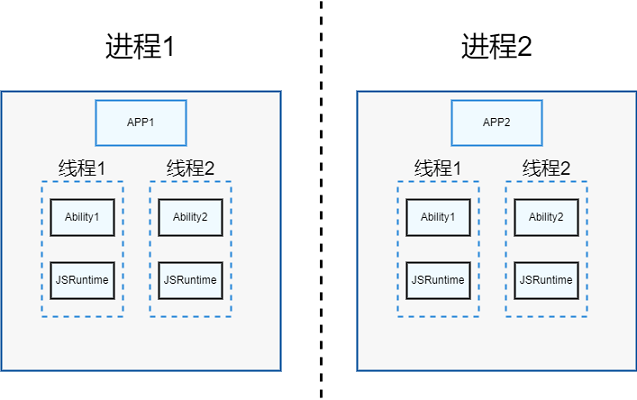 进程1
进程2
APP1
APP2
线程1
线程2
线程1
线程2
Ability1
Ability2
Ability1
Ability2
JSRuntime
JSRuntime
JSRuntime
JSRuntime